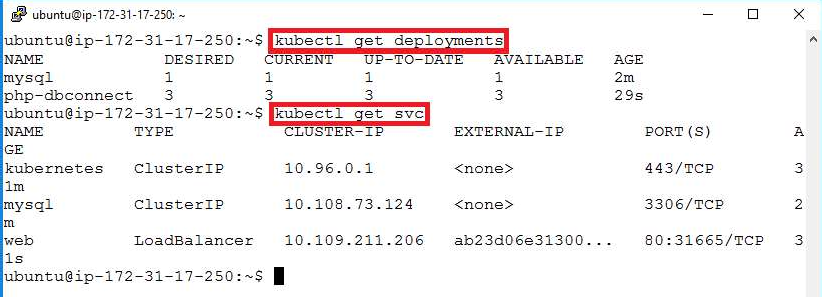 ubuntu@ip-172-31-17-250: ~
ubuntu@ip-172-31-17-250:~$ kubectl get deployments
NAME DESIRED CURRENT UP-TO-DATE AVAILABLE AGE
mysql 1 1 1 1 2m
php-dbconnect 3 3 3 3 29s
ubuntu@ip-172-31-17-250:~$ kubectl get svc
NAME TYPE CLUSTER-IP EXTERNAL-IP PORT(S) A
GE
kubernetes ClusterIP 10.96.0.1 <none> 443/TCP 3
1m
mysql ClusterIP 10.108.73.124 <none> 3306/TCP 2
m
web LoadBalancer 10.109.211.206 ab23d06e31300... 80:31665/TCP 3
1s
ubuntu@ip-172-31-17-250:~$